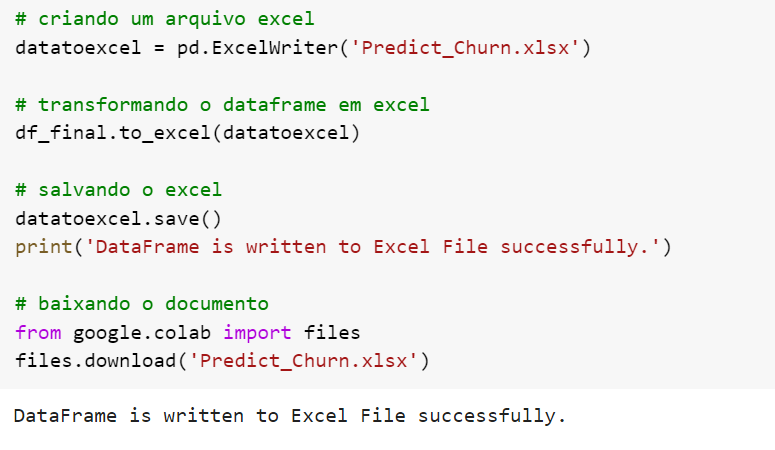 # criando um arquivo excel
datatoexcel = pd.ExcelWriter('Predict_Churn.xlsx')
# transformando o dataframe em excel
df_final.to_excel(datatoexcel)
# salvando o excel
datatoexcel.save()
print('DataFrame is written to Excel File successfully.')
# baixando o documento
from google.colab import files
files.download('Predict_Churn.xlsx')
DataFrame is written to Excel File successfully.